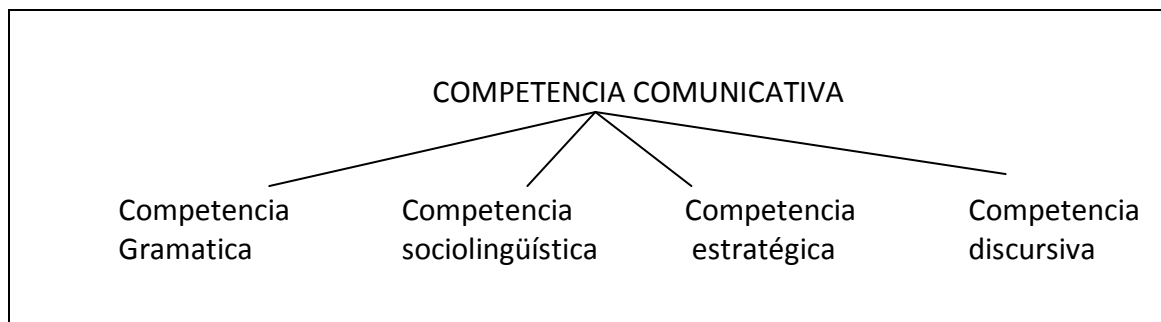 COMPETENCIA COMUNICATIVA
Competencia Competencia Competencia Competencia
Gramatica sociolingüística estratégica discursiva